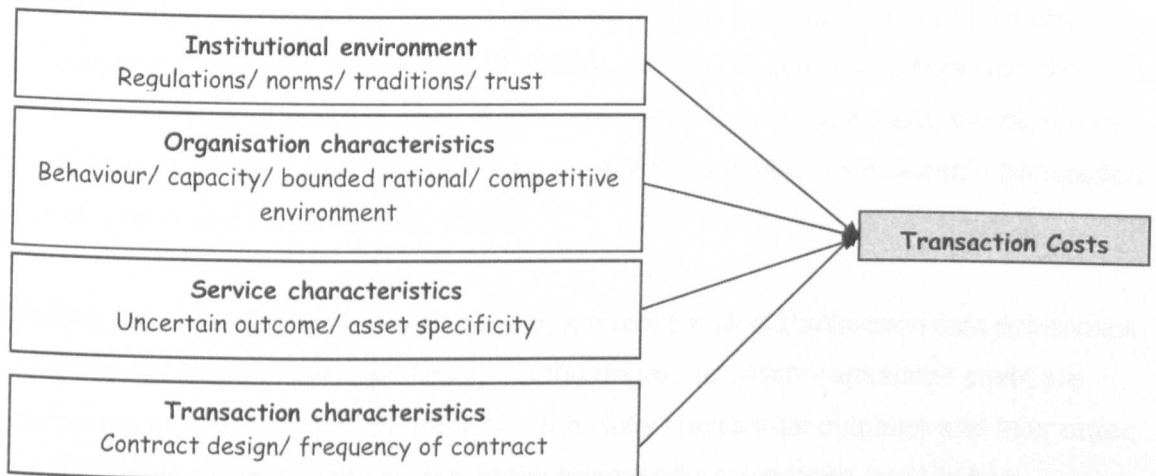 Institutional environment
Regulations/ norms/ traditions/ trust
Organisation characteristics
Behaviour/ capacity/ bounded rational/ competitive
environment
Service characteristics
Uncertain outcome/ asset specificity
Transaction characteristics
Contract design/ frequency of contract
Transaction Costs